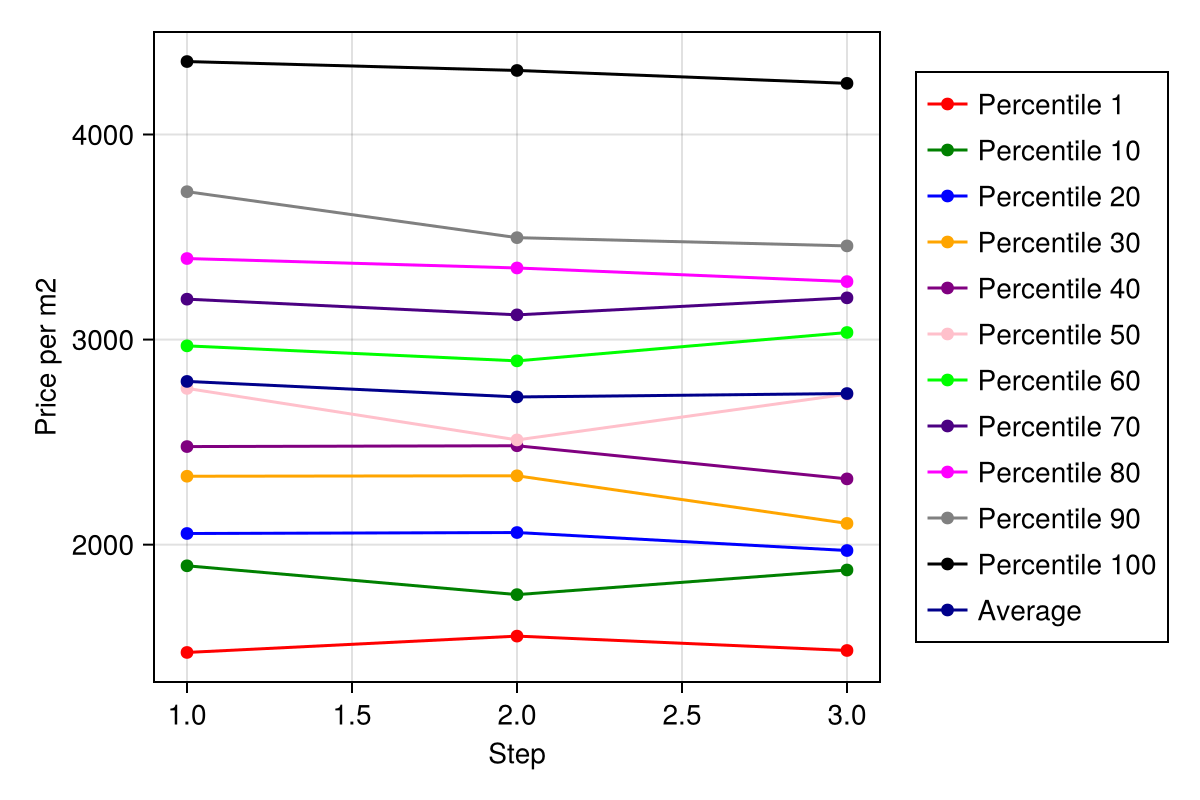 Price per m2
4000
3000
2000
1.0 1.5 2.0 2.5 3.0
Step
Percentile 1
Percentile 10
Percentile 20
Percentile 30
Percentile 40
Percentile 50
Percentile 60
Percentile 70
Percentile 80
Percentile 90
Percentile 100
Average